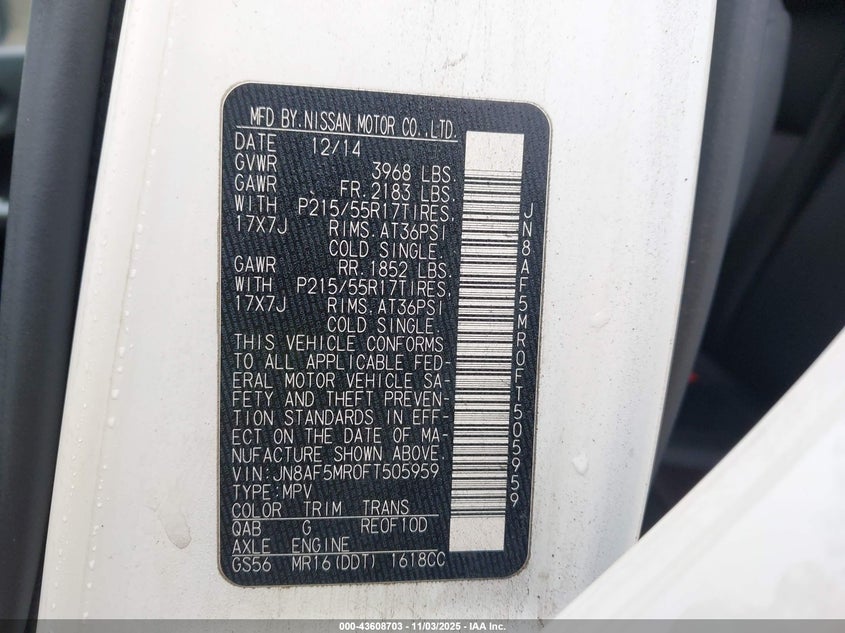 MFD BY.NISSAN MOTOR CO.,LTD.
DATE 12/14
GVWR 3968 LBS.
GAWR FR.2183 LBS.
WITH P215/55R17TIRES,
17X7J RIMS.AT36PSI
COLD SINGLE.
GAWR RR.1852 LBS.
WITH P215/55R17TIRES,
17X7J RIMS.AT36PSI
COLD SINGLE.
THIS VEHICLE CONFORMS
TO ALL APPLICABLE FED-
ERAL MOTOR VEHICLE SA-
FETY AND THEFT PREVEN-
TION STANDARDS IN EFF-
ECT ON THE DATE OF MA-
NUFACTURE SHOWN ABOVE.
VIN:JN8AF5MR0FT505959
TYPE:MPV
COLOR TRIM TRANS
QAB G RE0F10D
AXLE ENGINE
GS56 MR16(DDT) 1618CC
JN8AF5MR0FT505959
000-43608703 — 11/03/2025 — IAA Inc.